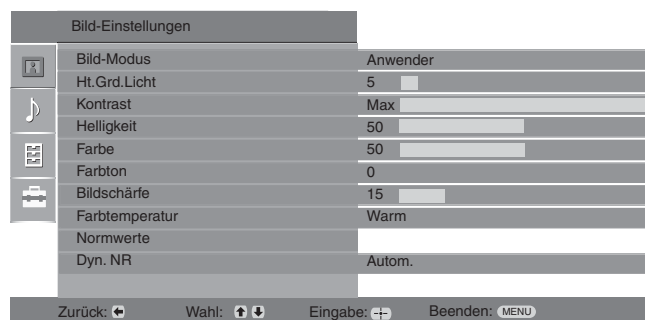 Bild-Einstellungen
Bild-Modus Anwender
Ht.Grd.Licht 5
Kontrast Max
Helligkeit 50
Farbe 50
Farbton 0
Bildschärfe 15
Farbtemperatur Warm
Normwerte
Dyn. NR Autom.
Zurück: Wahl: Eingabe: Beenden: MENU